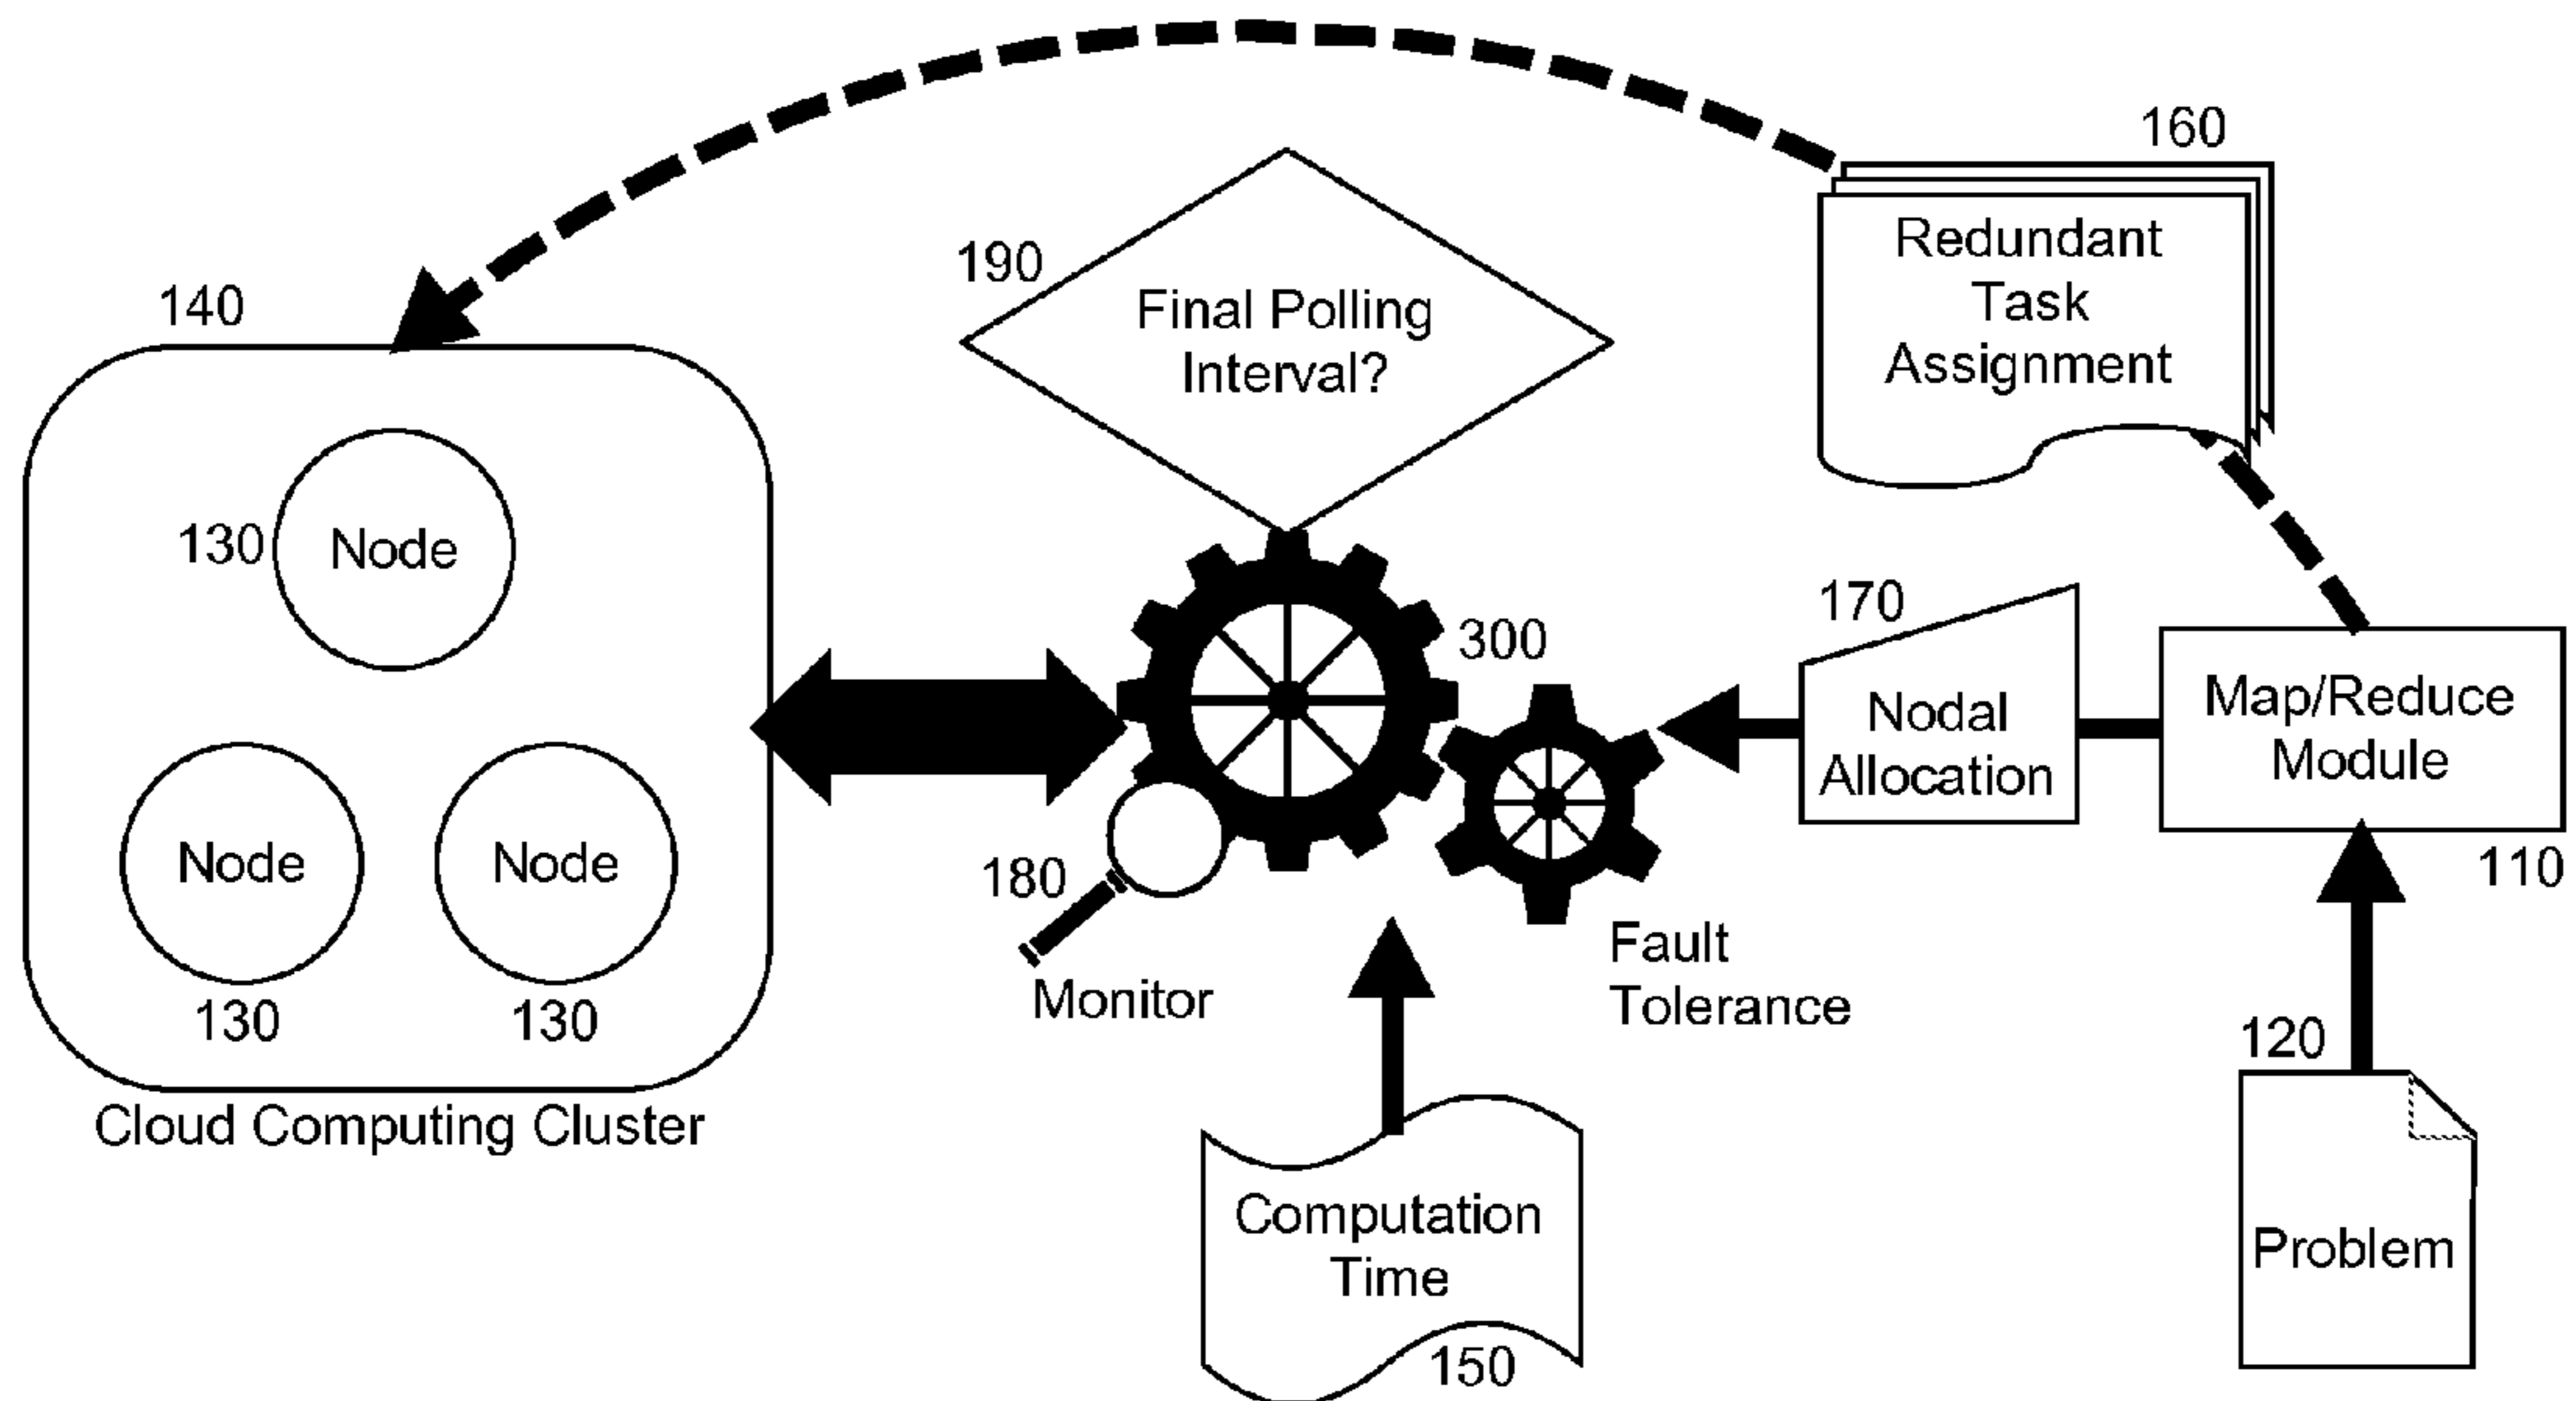 160
Redundant
Task
Assignment
190
Final Polling
Interval?
140
130
Node
Node
Node
130
130
Cloud Computing Cluster
300
180
Monitor
Fault
Tolerance
170
Nodal
Allocation
Map/Reduce
Module
110
Computation
Time
150
120
Problem